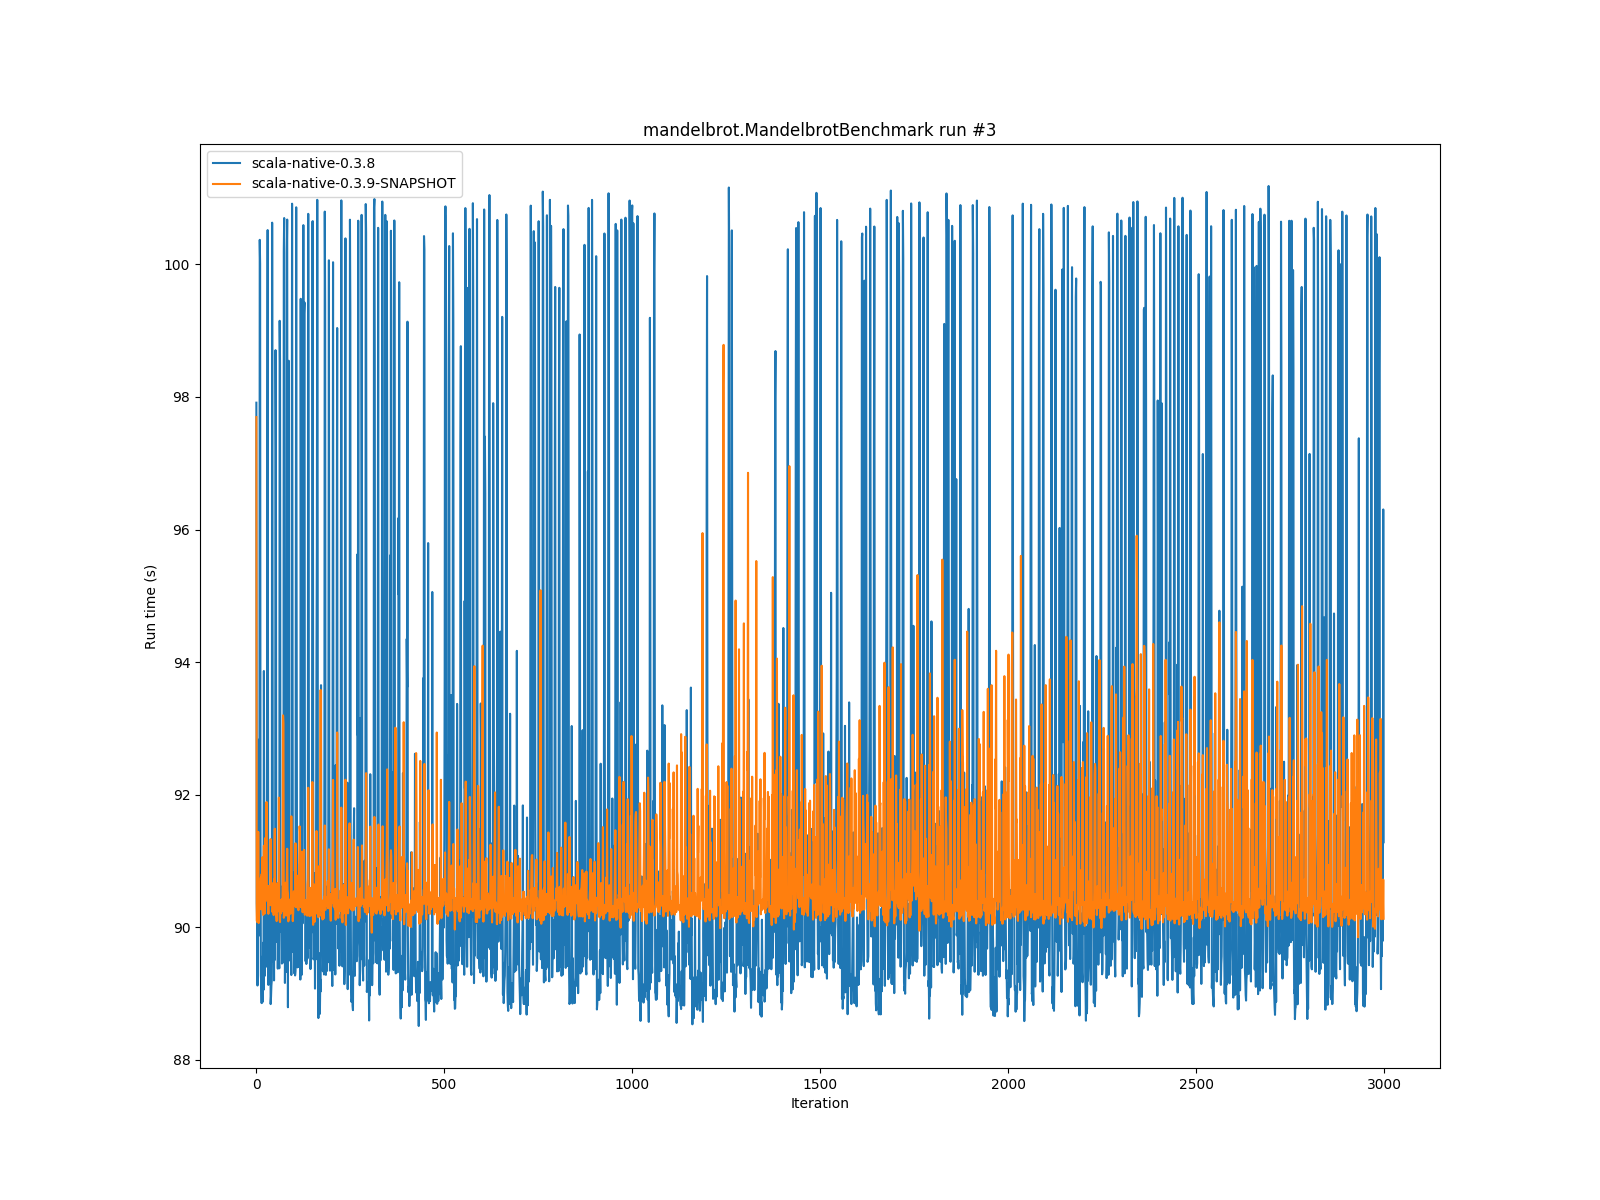 mandelbrot.MandelbrotBenchmark run #3
scala-native-0.3.8
scala-native-0.3.9-SNAPSHOT
100
98
96
94
92
90
88
Run time (s)
0 500 1000 1500 2000 2500 3000
Iteration